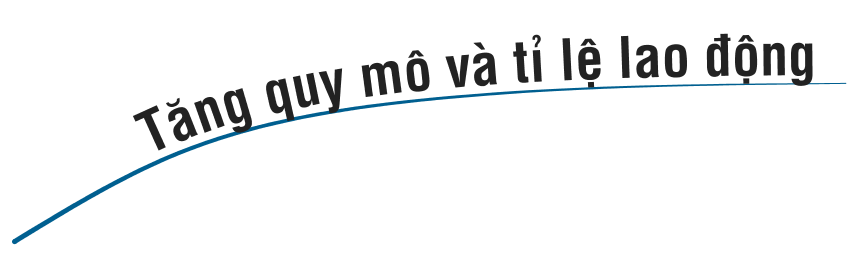 Tăng quy mô và tỉ lệ lao động